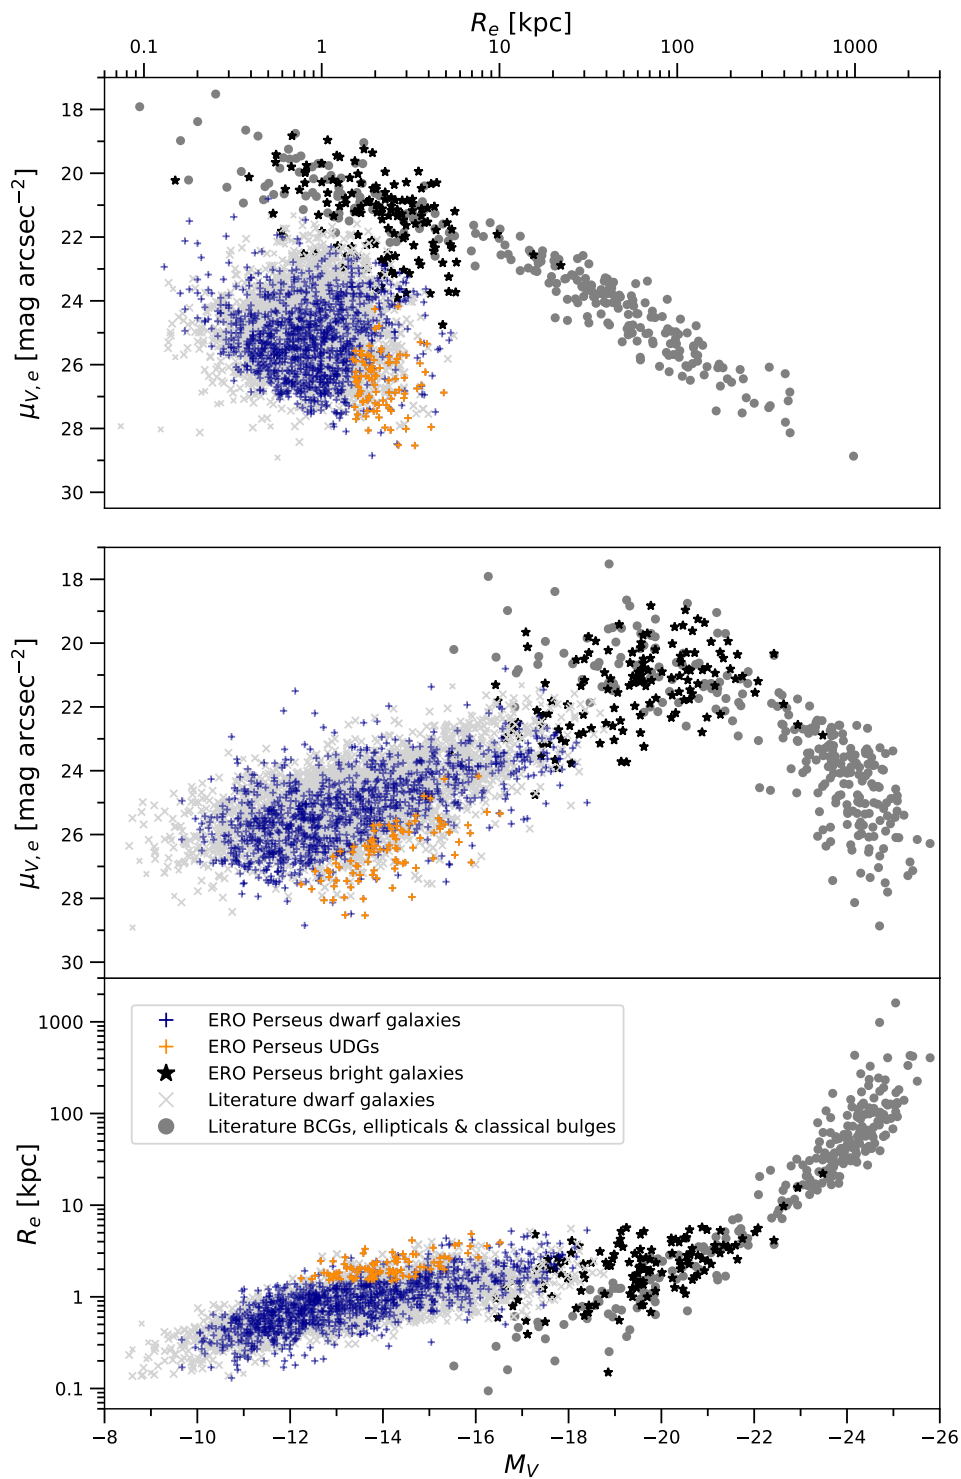 R_e [kpc]
0.1 1 10 100 1000
μ_{V,e} [mag arcsec⁻²]
18
20
22
24
26
28
30
μ_{V,e} [mag arcsec⁻²]
18
20
22
24
26
28
30
R_e [kpc]
1000
100
10
1
0.1
ERO Perseus dwarf galaxies
ERO Perseus UDGs
ERO Perseus bright galaxies
Literature dwarf galaxies
Literature BCGs, ellipticals & classical bulges
−8 −10 −12 −14 −16 −18 −20 −22 −24 −26
M_V